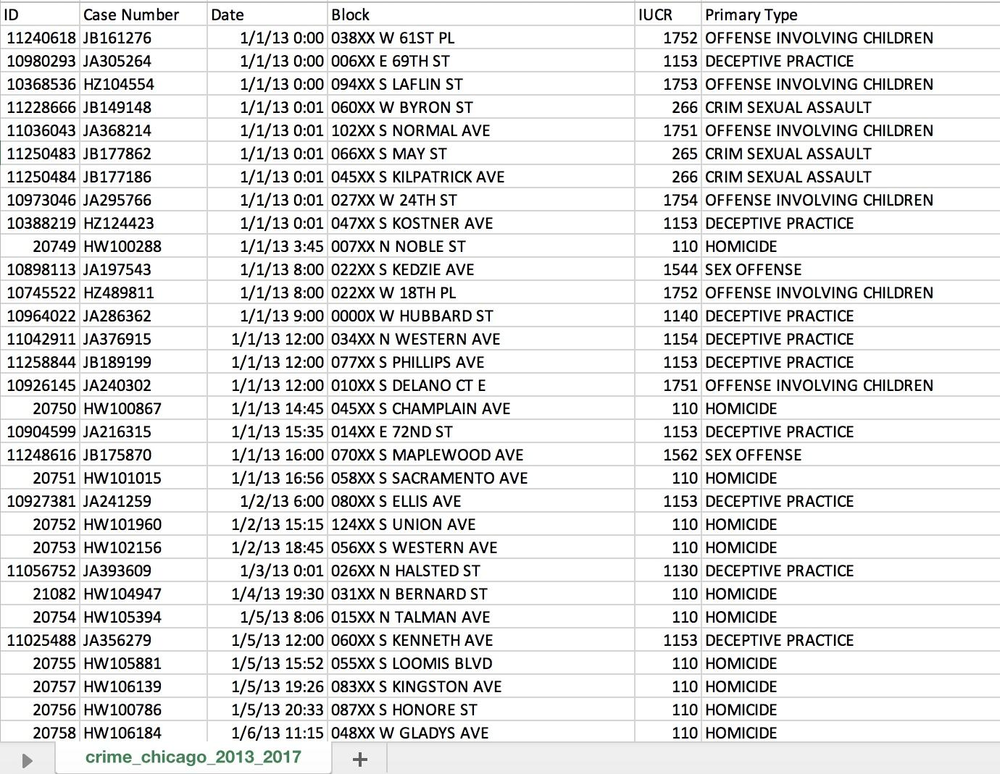 ID Case Number Date Block IUCR Primary Type
11240618 JB161276 1/1/13 0:00 038XX W 61ST PL 1752 OFFENSE INVOLVING CHILDREN
10980293 JA305264 1/1/13 0:00 006XX E 69TH ST 1153 DECEPTIVE PRACTICE
10368536 HZ104554 1/1/13 0:00 094XX S LAFLIN ST 1753 OFFENSE INVOLVING CHILDREN
11228666 JB149148 1/1/13 0:01 060XX W BYRON ST 266 CRIM SEXUAL ASSAULT
11036043 JA368214 1/1/13 0:01 102XX S NORMAL AVE 1751 OFFENSE INVOLVING CHILDREN
11250483 JB177862 1/1/13 0:01 066XX S MAY ST 265 CRIM SEXUAL ASSAULT
11250484 JB177186 1/1/13 0:01 045XX S KILPATRICK AVE 266 CRIM SEXUAL ASSAULT
10973046 JA295766 1/1/13 0:01 027XX W 24TH ST 1754 OFFENSE INVOLVING CHILDREN
10388219 HZ124423 1/1/13 0:01 047XX S KOSTNER AVE 1153 DECEPTIVE PRACTICE
20749 HW100288 1/1/13 3:45 007XX N NOBLE ST 110 HOMICIDE
10898113 JA197543 1/1/13 8:00 022XX S KEDZIE AVE 1544 SEX OFFENSE
10745522 HZ489811 1/1/13 8:00 022XX W 18TH PL 1752 OFFENSE INVOLVING CHILDREN
10964022 JA286362 1/1/13 9:00 0000X W HUBBARD ST 1140 DECEPTIVE PRACTICE
11042911 JA376915 1/1/13 12:00 034XX N WESTERN AVE 1154 DECEPTIVE PRACTICE
11258844 JB189199 1/1/13 12:00 077XX S PHILLIPS AVE 1153 DECEPTIVE PRACTICE
10926145 JA240302 1/1/13 12:00 010XX S DELANO CT E 1751 OFFENSE INVOLVING CHILDREN
20750 HW100867 1/1/13 14:45 045XX S CHAMPLAIN AVE 110 HOMICIDE
10904599 JA216315 1/1/13 15:35 014XX E 72ND ST 1153 DECEPTIVE PRACTICE
11248616 JB175870 1/1/13 16:00 070XX S MAPLEWOOD AVE 1562 SEX OFFENSE
20751 HW101015 1/1/13 16:56 058XX S SACRAMENTO AVE 110 HOMICIDE
10927381 JA241259 1/2/13 6:00 080XX S ELLIS AVE 1153 DECEPTIVE PRACTICE
20752 HW101960 1/2/13 15:15 124XX S UNION AVE 110 HOMICIDE
20753 HW102156 1/2/13 18:45 056XX S WESTERN AVE 110 HOMICIDE
11056752 JA393609 1/3/13 0:01 026XX N HALSTED ST 1130 DECEPTIVE PRACTICE
21082 HW104947 1/4/13 19:30 031XX N BERNARD ST 110 HOMICIDE
20754 HW105394 1/5/13 8:06 015XX N TALMAN AVE 110 HOMICIDE
11025488 JA356279 1/5/13 12:00 060XX S KENNETH AVE 1153 DECEPTIVE PRACTICE
20755 HW105881 1/5/13 15:52 055XX S LOOMIS BLVD 110 HOMICIDE
20757 HW106139 1/5/13 19:26 083XX S KINGSTON AVE 110 HOMICIDE
20756 HW100786 1/5/13 20:33 087XX S HONORE ST 110 HOMICIDE
20758 HW106184 1/6/13 11:15 048XX W GLADYS AVE 110 HOMICIDE
crime_chicago_2013_2017 +